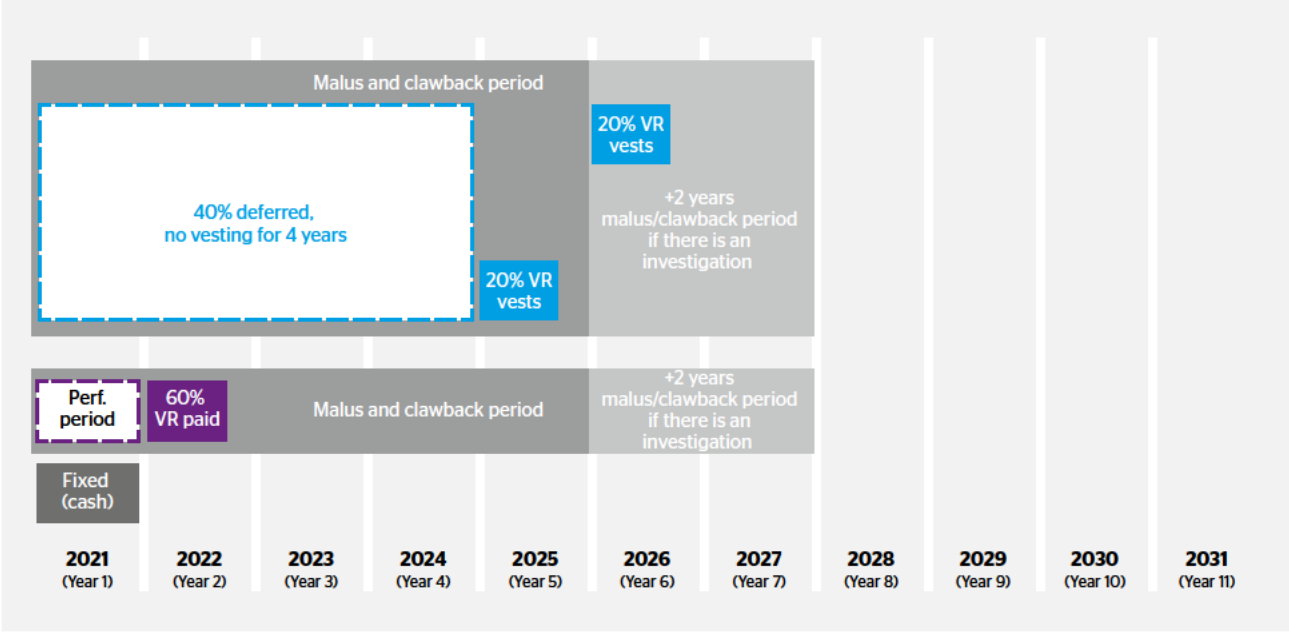 Malus and clawback period
20% VR
vests
40% deferred,
no vesting for 4 years
+2 years
malus/clawback period
if there is an
investigation
20% VR
vests
Perf.
period
60%
VR paid
Malus and clawback period
+2 years
malus/clawback period
if there is an
investigation
Fixed
(cash)
2021 2022 2023 2024 2025 2026 2027 2028 2029 2030 2031
(Year 1) (Year 2) (Year 3) (Year 4) (Year 5) (Year 6) (Year 7) (Year 8) (Year 9) (Year 10) (Year 11)